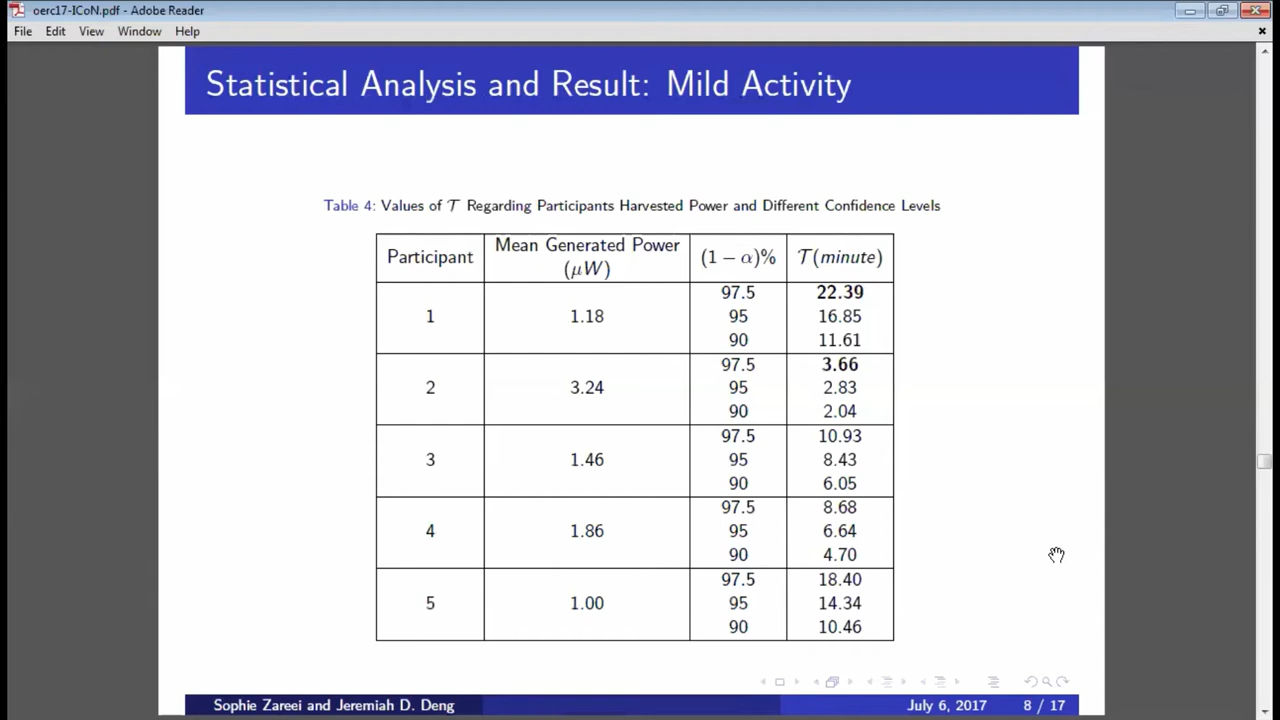 oerc17-ICoN.pdf - Adobe Reader
File Edit View Window Help
Statistical Analysis and Result: Mild Activity
Table 4: Values of 𝒯 Regarding Participants Harvested Power and Different Confidence Levels
Participant Mean Generated Power (μW) (1 − α)% 𝒯(minute)
97.5 22.39
1 1.18 95 16.85
90 11.61
97.5 3.66
2 3.24 95 2.83
90 2.04
97.5 10.93
3 1.46 95 8.43
90 6.05
97.5 8.68
4 1.86 95 6.64
90 4.70
97.5 18.40
5 1.00 95 14.34
90 10.46
Sophie Zareei and Jeremiah D. Deng July 6, 2017 8 / 17